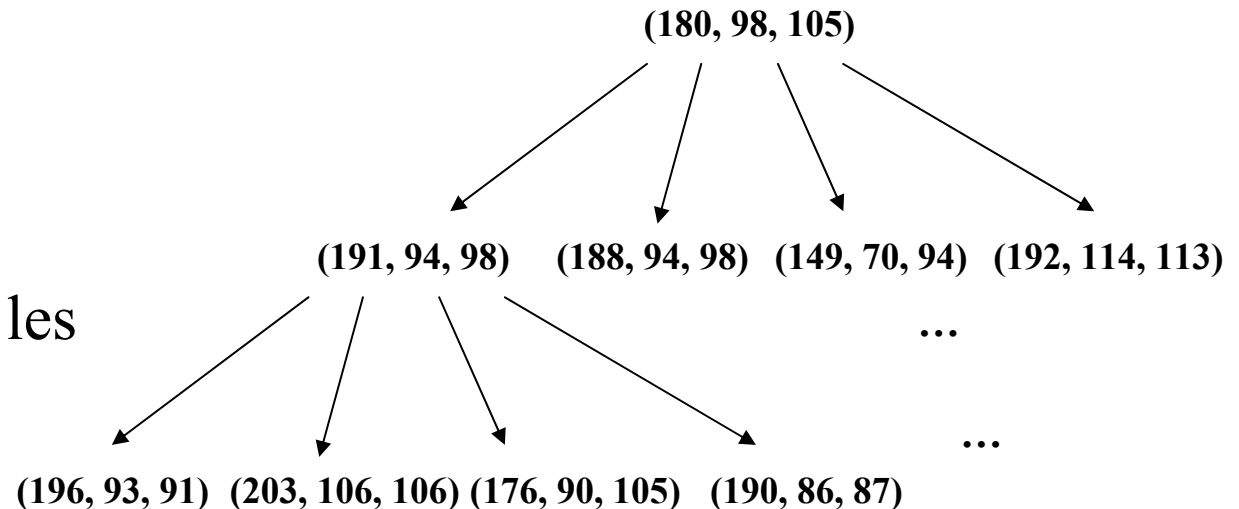 (180, 98, 105)
(191, 94, 98) (188, 94, 98) (149, 70, 94) (192, 114, 113)
les ...
...
(196, 93, 91) (203, 106, 106) (176, 90, 105) (190, 86, 87)